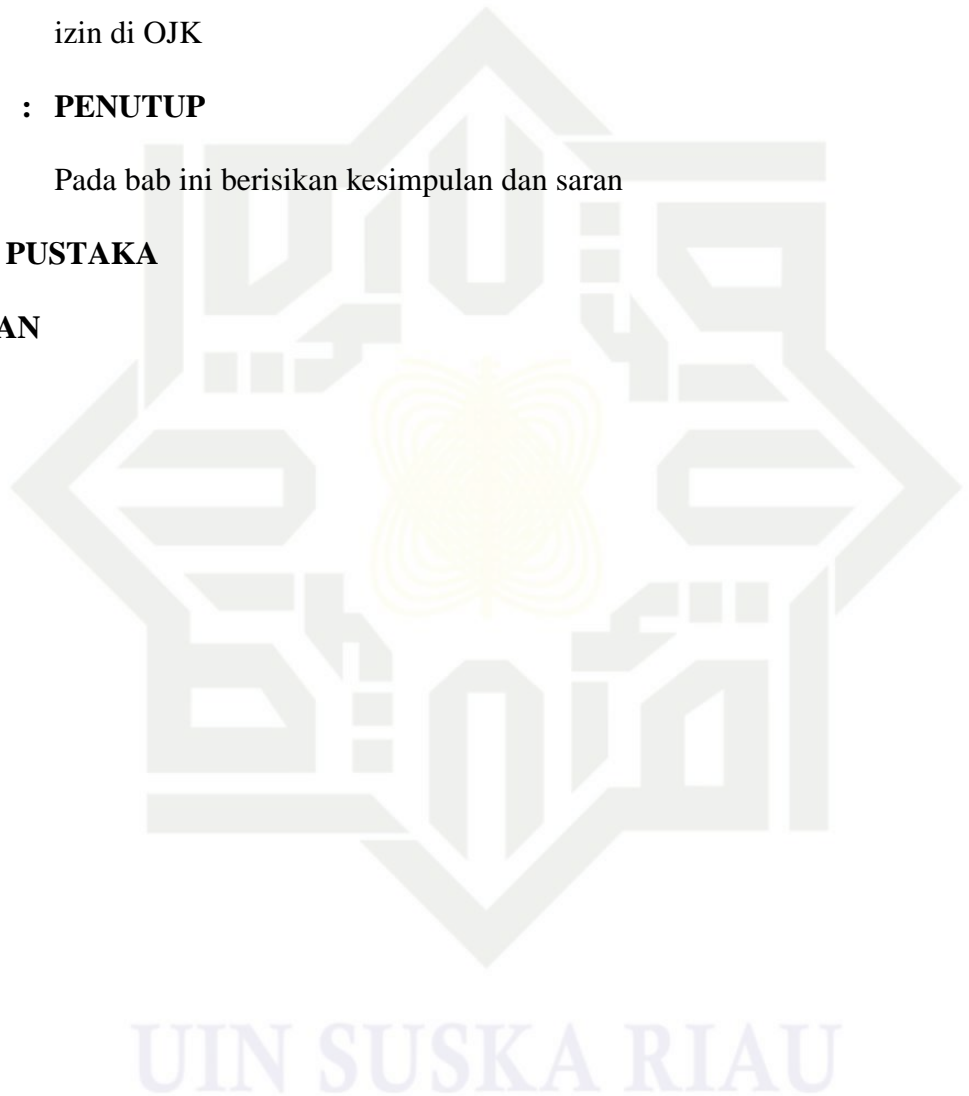 izin di OJK
: PENUTUP
Pada bab ini berisikan kesimpulan dan saran
PUSTAKA
AN
UIN SUSKA RIAU